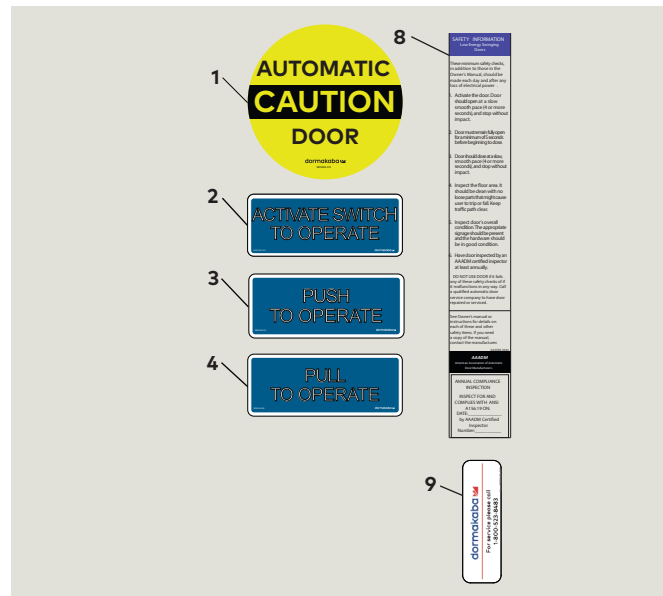 1
AUTOMATIC
CAUTION
DOOR
dormakaba
2
ACTIVATE SWITCH
TO OPERATE
dormakaba
3
PUSH
TO OPERATE
dormakaba
4
PULL
TO OPERATE
dormakaba
8
SAFETY INFORMATION
Low Energy Swinging
Doors
These minimum safety checks,
in addition to those in the
Owner's Manual, should be
made each day and after any
loss of electrical power.
1. Activate the door. Door
should open at a slow
smooth pace (4 or more
seconds), and stop without
impact.
2. Door must remain fully open
for a minimum of 5 seconds
before beginning to close.
3. Door should close at a slow,
smooth pace (4 or more
seconds), and stop without
impact.
4. Inspect the floor area. It
should be clean with no
loose parts that might cause
user to trip or fall. Keep
traffic path clear.
5. Inspect door's overall
condition. The appropriate
signage should be present
and the hardware should
be in good condition.
6. Have door inspected by an
AAADM certified inspector
at least annually.
DO NOT USE DOOR if it fails
any of these safety checks of if
it malfunctions in any way. Call
a qualified automatic door
service company to have door
repaired or serviced.
See Owner's manual or
instructions for details on
each of these and other
safety items. If you need
a copy of the manual,
contact the manufacturer.
AAADM
American Association of Automatic
Door Manufacturers
ANNUAL COMPLIANCE
INSPECTION
INSPECT FOR AND
COMPLIES WITH ANSI
A156.19 ON:
DATE:
by AAADM Certified
Inspector
Number
9
dormakaba
For service please call
1-800-523-8483